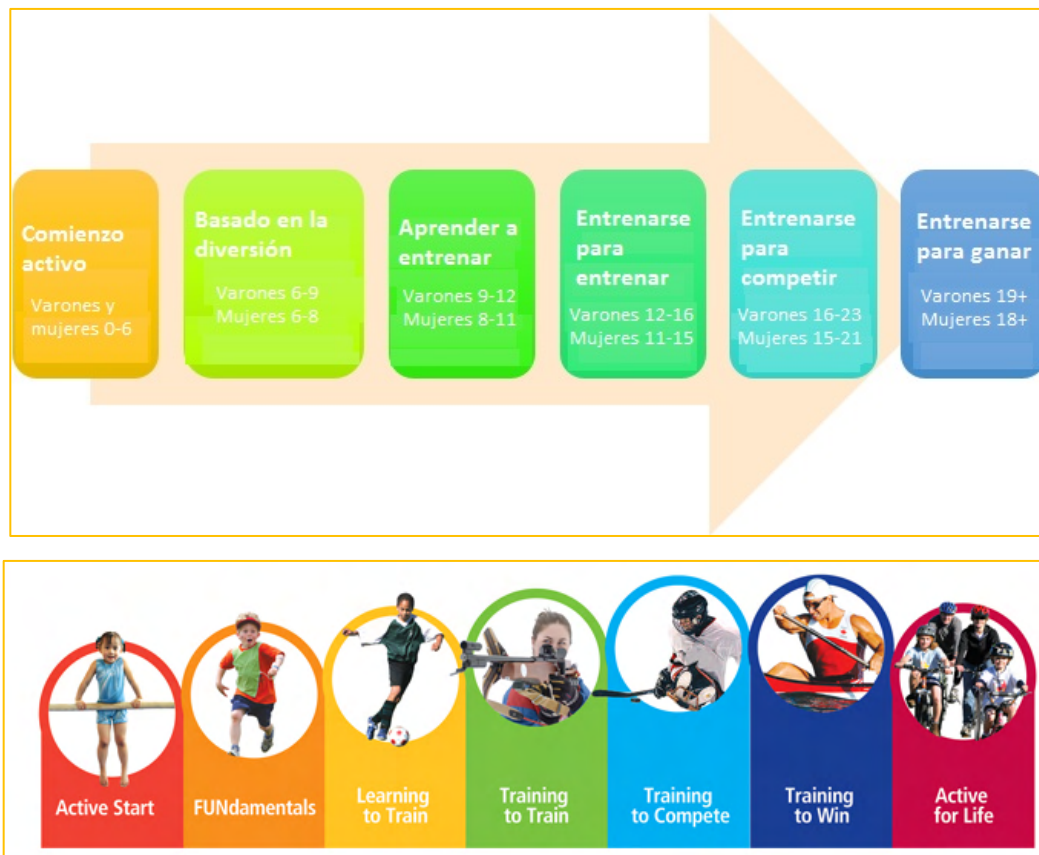 Comienzo
activo
Varones y
mujeres 0-6
Basado en la
diversión
Varones 6-9
Mujeres 6-8
Aprender a
entrenar
Varones 9-12
Mujeres 8-11
Entrenarse
para
entrenar
Varones 12-16
Mujeres 11-15
Entrenarse
para
competir
Varones 16-23
Mujeres 15-21
Entrenarse
para ganar
Varones 19+
Mujeres 18+
Active Start
FUNdamentals
Learning
to Train
Training
to Train
Training
to Compete
Training
to Win
Active
for Life